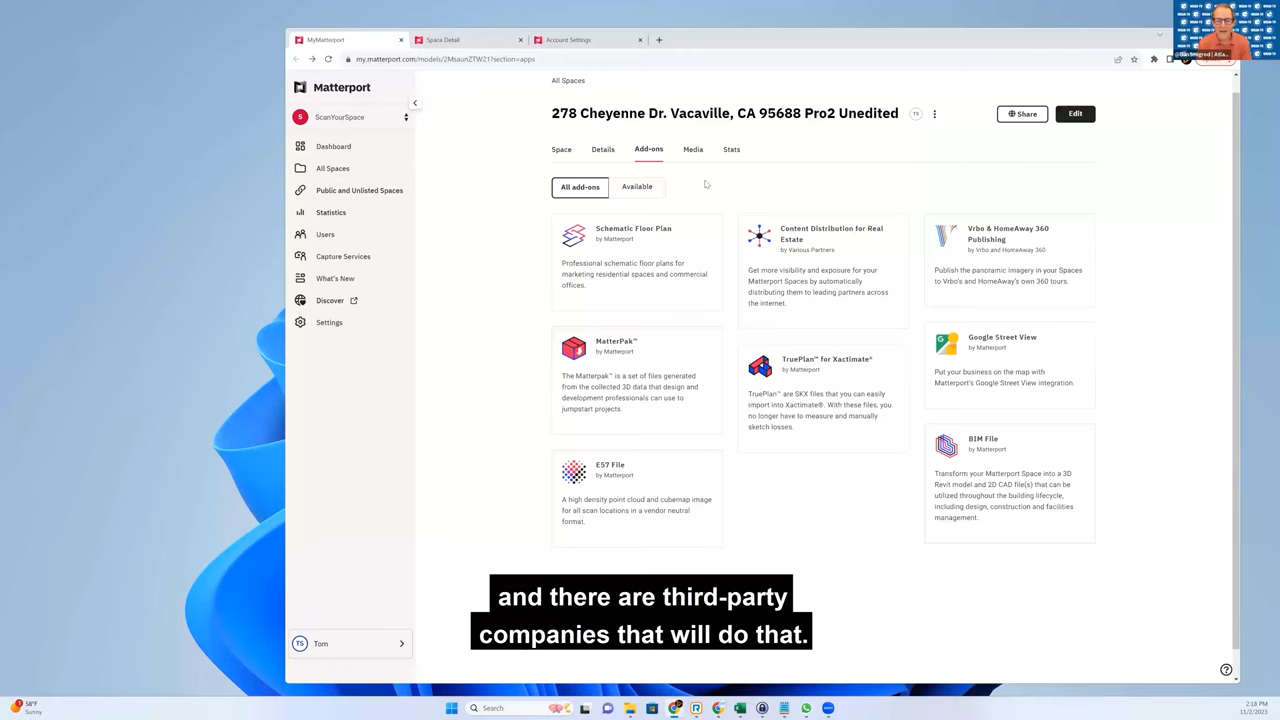 MyMatterport
Space Detail
Account Settings
my.matterport.com/models/2MsaunZTW21?section=apps
Matterport
S ScanYourSpace
Dashboard
All Spaces
Public and Unlisted Spaces
Statistics
Users
Capture Services
What's New
Discover
Settings
TS Tom
All Spaces
278 Cheyenne Dr. Vacaville, CA 95688 Pro2 Unedited
TS
Share
Edit
Space Details Add-ons Media Stats
All add-ons Available
Schematic Floor Plan
by Matterport
Professional schematic floor plans for
marketing residential spaces and commercial
offices.
MatterPak™
by Matterport
The Matterpak™ is a set of files generated
from the collected 3D data that design and
development professionals can use to
jumpstart projects.
E57 File
by Matterport
A high density point cloud and cubemap image
for all scan locations in a vendor neutral
format.
Content Distribution for Real
Estate
by Various Partners
Get more visibility and exposure for your
Matterport Spaces by automatically
distributing them to leading partners across
the internet.
TruePlan™ for Xactimate®
by Matterport
TruePlan™ are SKX files that you can easily
import into Xactimate®. With these files, you
no longer have to measure and manually
sketch losses.
Vrbo & HomeAway 360
Publishing
by Vrbo and HomeAway 360
Publish the panoramic imagery in your Spaces
to Vrbo's and HomeAway's own 360 tours.
Google Street View
by Matterport
Put your business on the map with
Matterport's Google Street View integration.
BIM File
by Matterport
Transform your Matterport Space into a 3D
Revit model and 2D CAD file(s) that can be
utilized throughout the building lifecycle,
including design, construction and facilities
management.
and there are third-party
companies that will do that.
58°F
Sunny
Search
2:18 PM
11/2/2023